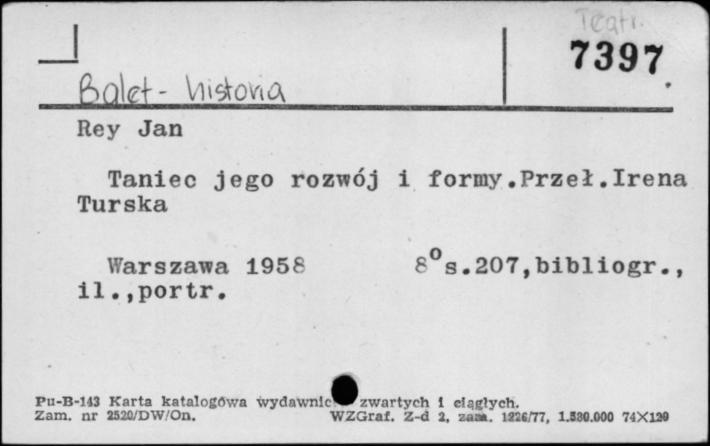 Teatr.
7397
Balet - historia
Rey Jan
Taniec jego rozwój i formy.Przeł.Irena
Turska
Warszawa 1958 8°s.207,bibliogr.,
il.,portr.
Pu-B-143 Karta katalogowa wydawnic zwartych i ciągłych.
Zam. nr 2520/DW/On. WZGraf. Z-d 2, zam. 1226/77, 1.530.000 74X129